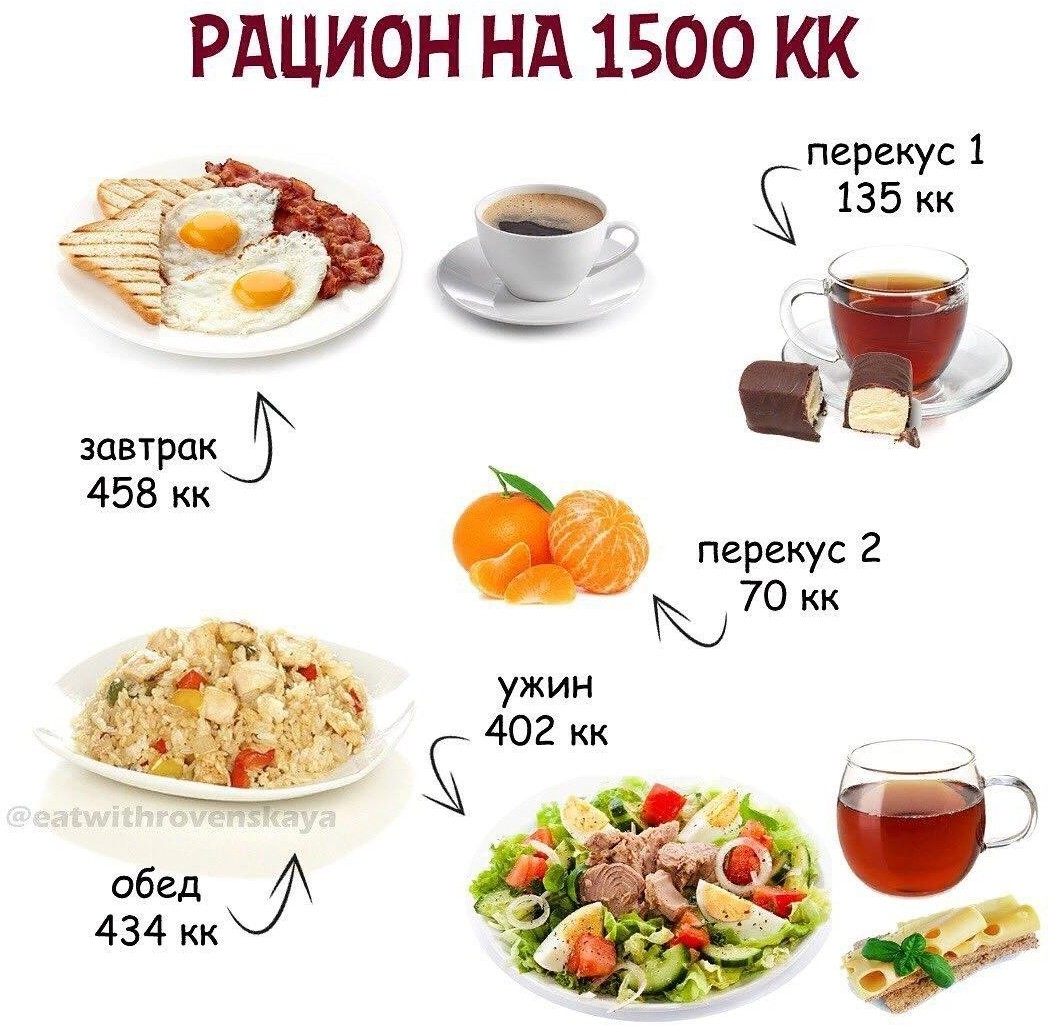 РАЦИОН НА 1500 КК
перекус 1
135 кк
завтрак
458 кк
перекус 2
70 кк
ужин
402 кк
@eatwithrovenskaya
обед
434 кк